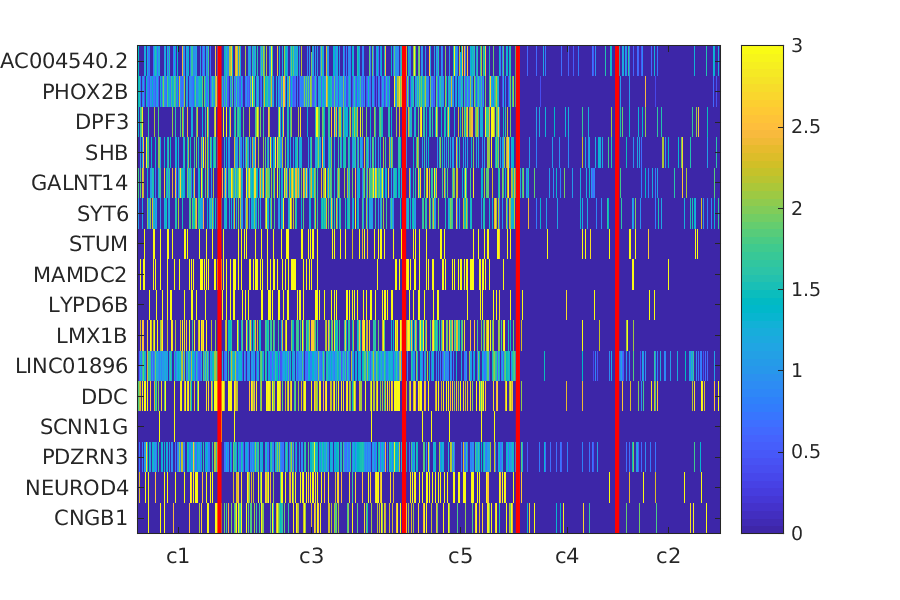 AC004540.2
PHOX2B
DPF3
SHB
GALNT14
SYT6
STUM
MAMDC2
LYPD6B
LMX1B
LINC01896
DDC
SCNN1G
PDZRN3
NEUROD4
CNGB1
c1 c3 c5 c4 c2
3
2.5
2
1.5
1
0.5
0